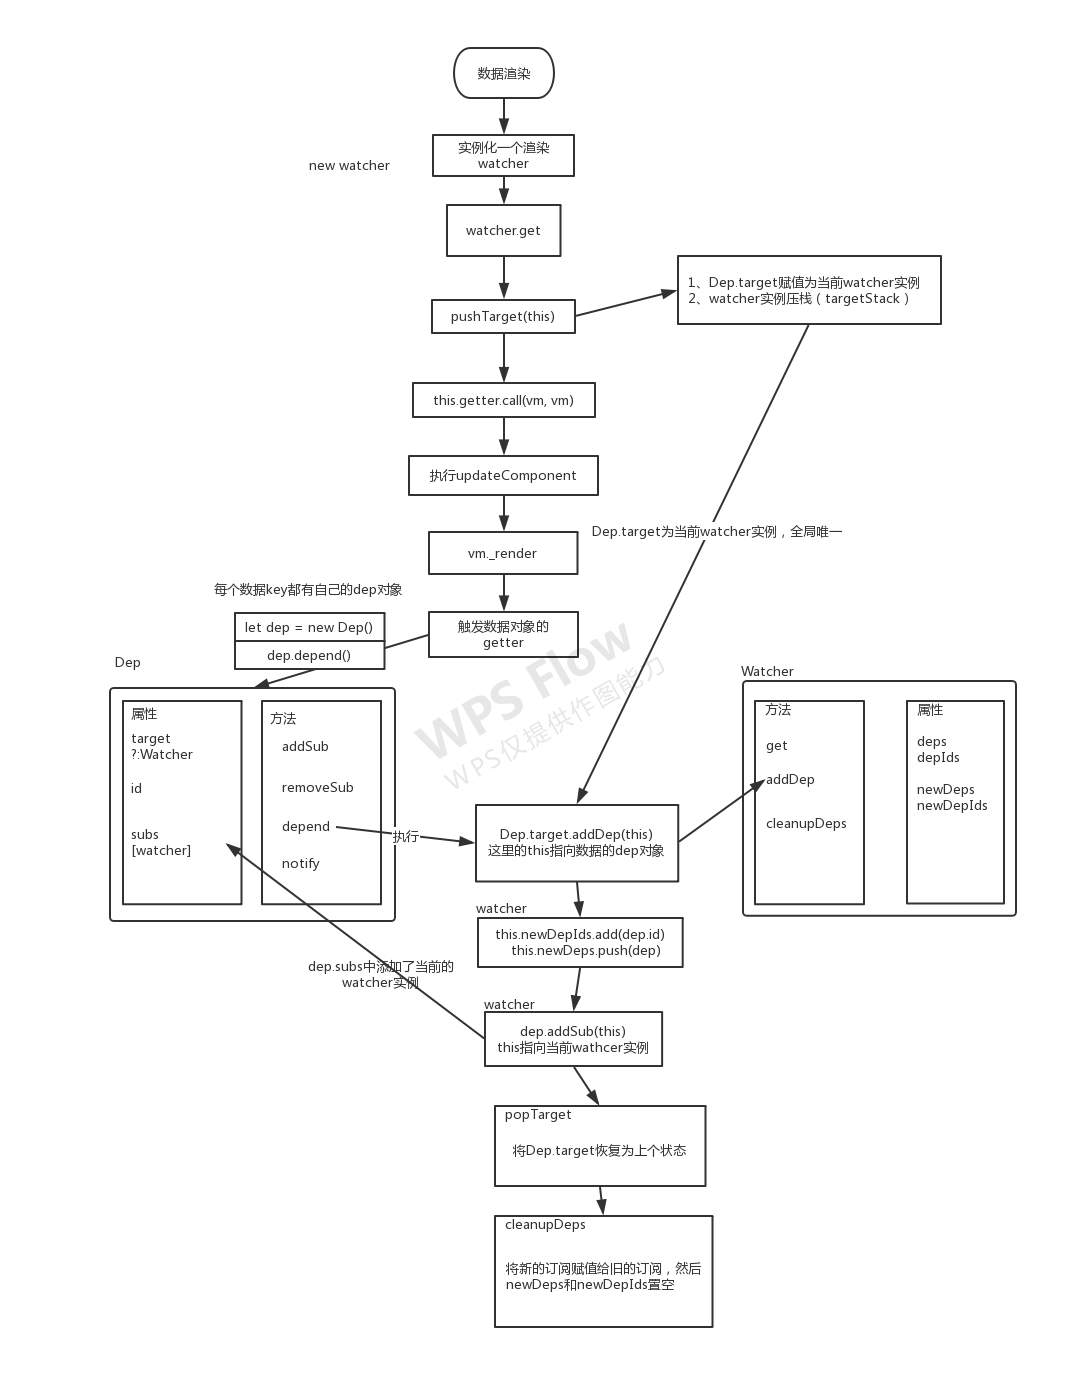 数据渲染
实例化一个渲染
watcher
new watcher
watcher.get
1、Dep.target赋值为当前watcher实例
2、watcher实例压栈（targetStack）
pushTarget(this)
this.getter.call(vm, vm)
执行updateComponent
Dep.target为当前watcher实例，全局唯一
vm._render
每个数据key都有自己的dep对象
let dep = new Dep()
dep.depend()
触发数据对象的
getter
WPS Flow
WPS仅提供作图能力
Dep
属性
target
?:Watcher
id
subs
[watcher]
方法
addSub
removeSub
depend
notify
执行
Watcher
方法
get
addDep
cleanupDeps
属性
deps
depIds
newDeps
newDepIds
Dep.target.addDep(this)
这里的this指向数据的dep对象
watcher
this.newDepIds.add(dep.id)
this.newDeps.push(dep)
dep.subs中添加了当前的
watcher实例
watcher
dep.addSub(this)
this指向当前wathcer实例
popTarget
将Dep.target恢复为上个状态
cleanupDeps
将新的订阅赋值给旧的订阅，然后
newDeps和newDepIds置空